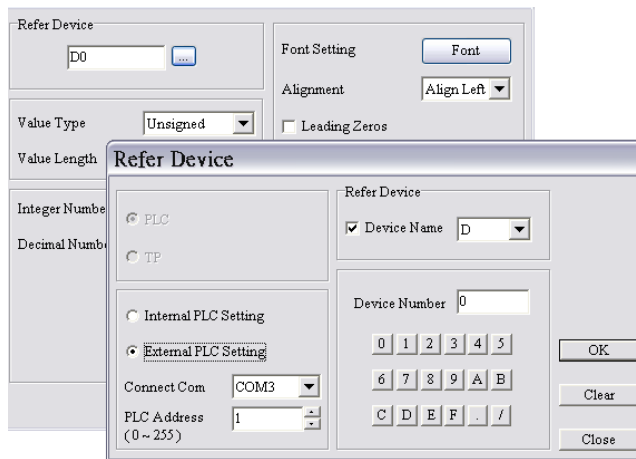 Refer Device
D0
...
Font Setting
Font
Alignment
Align Left
Leading Zeros
Value Type
Unsigned
Value Length
Integer Numbe
Decimal Numbe
Refer Device
PLC
TP
Internal PLC Setting
External PLC Setting
Connect Com
COM3
PLC Address
1
(0 ~ 255)
Refer Device
Device Name
D
Device Number
0
0 1 2 3 4 5
6 7 8 9 A B
C D E F . /
OK
Clear
Close